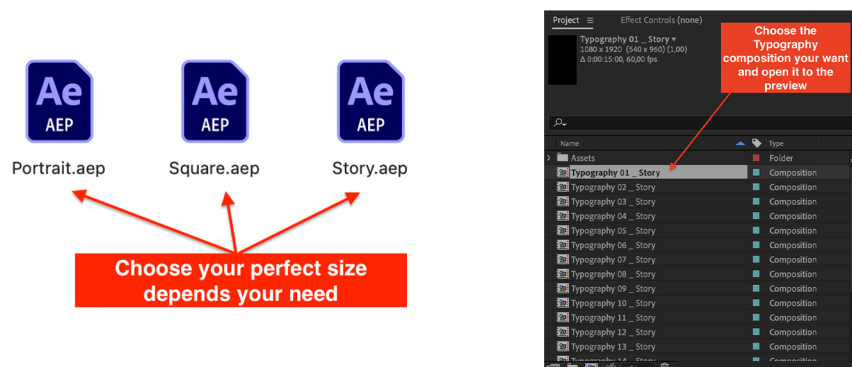 Ae
AEP
Portrait.aep
Ae
AEP
Square.aep
Ae
AEP
Story.aep
Choose your perfect size
depends your need
Project
Effect Controls (none)
Typography 01 _ Story
1080 x 1920 (540 x 960) (1,00)
Δ 0:00:15:00, 60,00 fps
Choose the
Typography
composition your want
and open it to the
preview
Name
Type
Assets
Folder
Typography 01 _ Story
Composition
Typography 02 _ Story
Composition
Typography 03 _ Story
Composition
Typography 04 _ Story
Composition
Typography 05 _ Story
Composition
Typography 06 _ Story
Composition
Typography 07 _ Story
Composition
Typography 08 _ Story
Composition
Typography 09 _ Story
Composition
Typography 10 _ Story
Composition
Typography 11 _ Story
Composition
Typography 12 _ Story
Composition
Typography 13 _ Story
Composition
Typography 14 _ Story
Composition